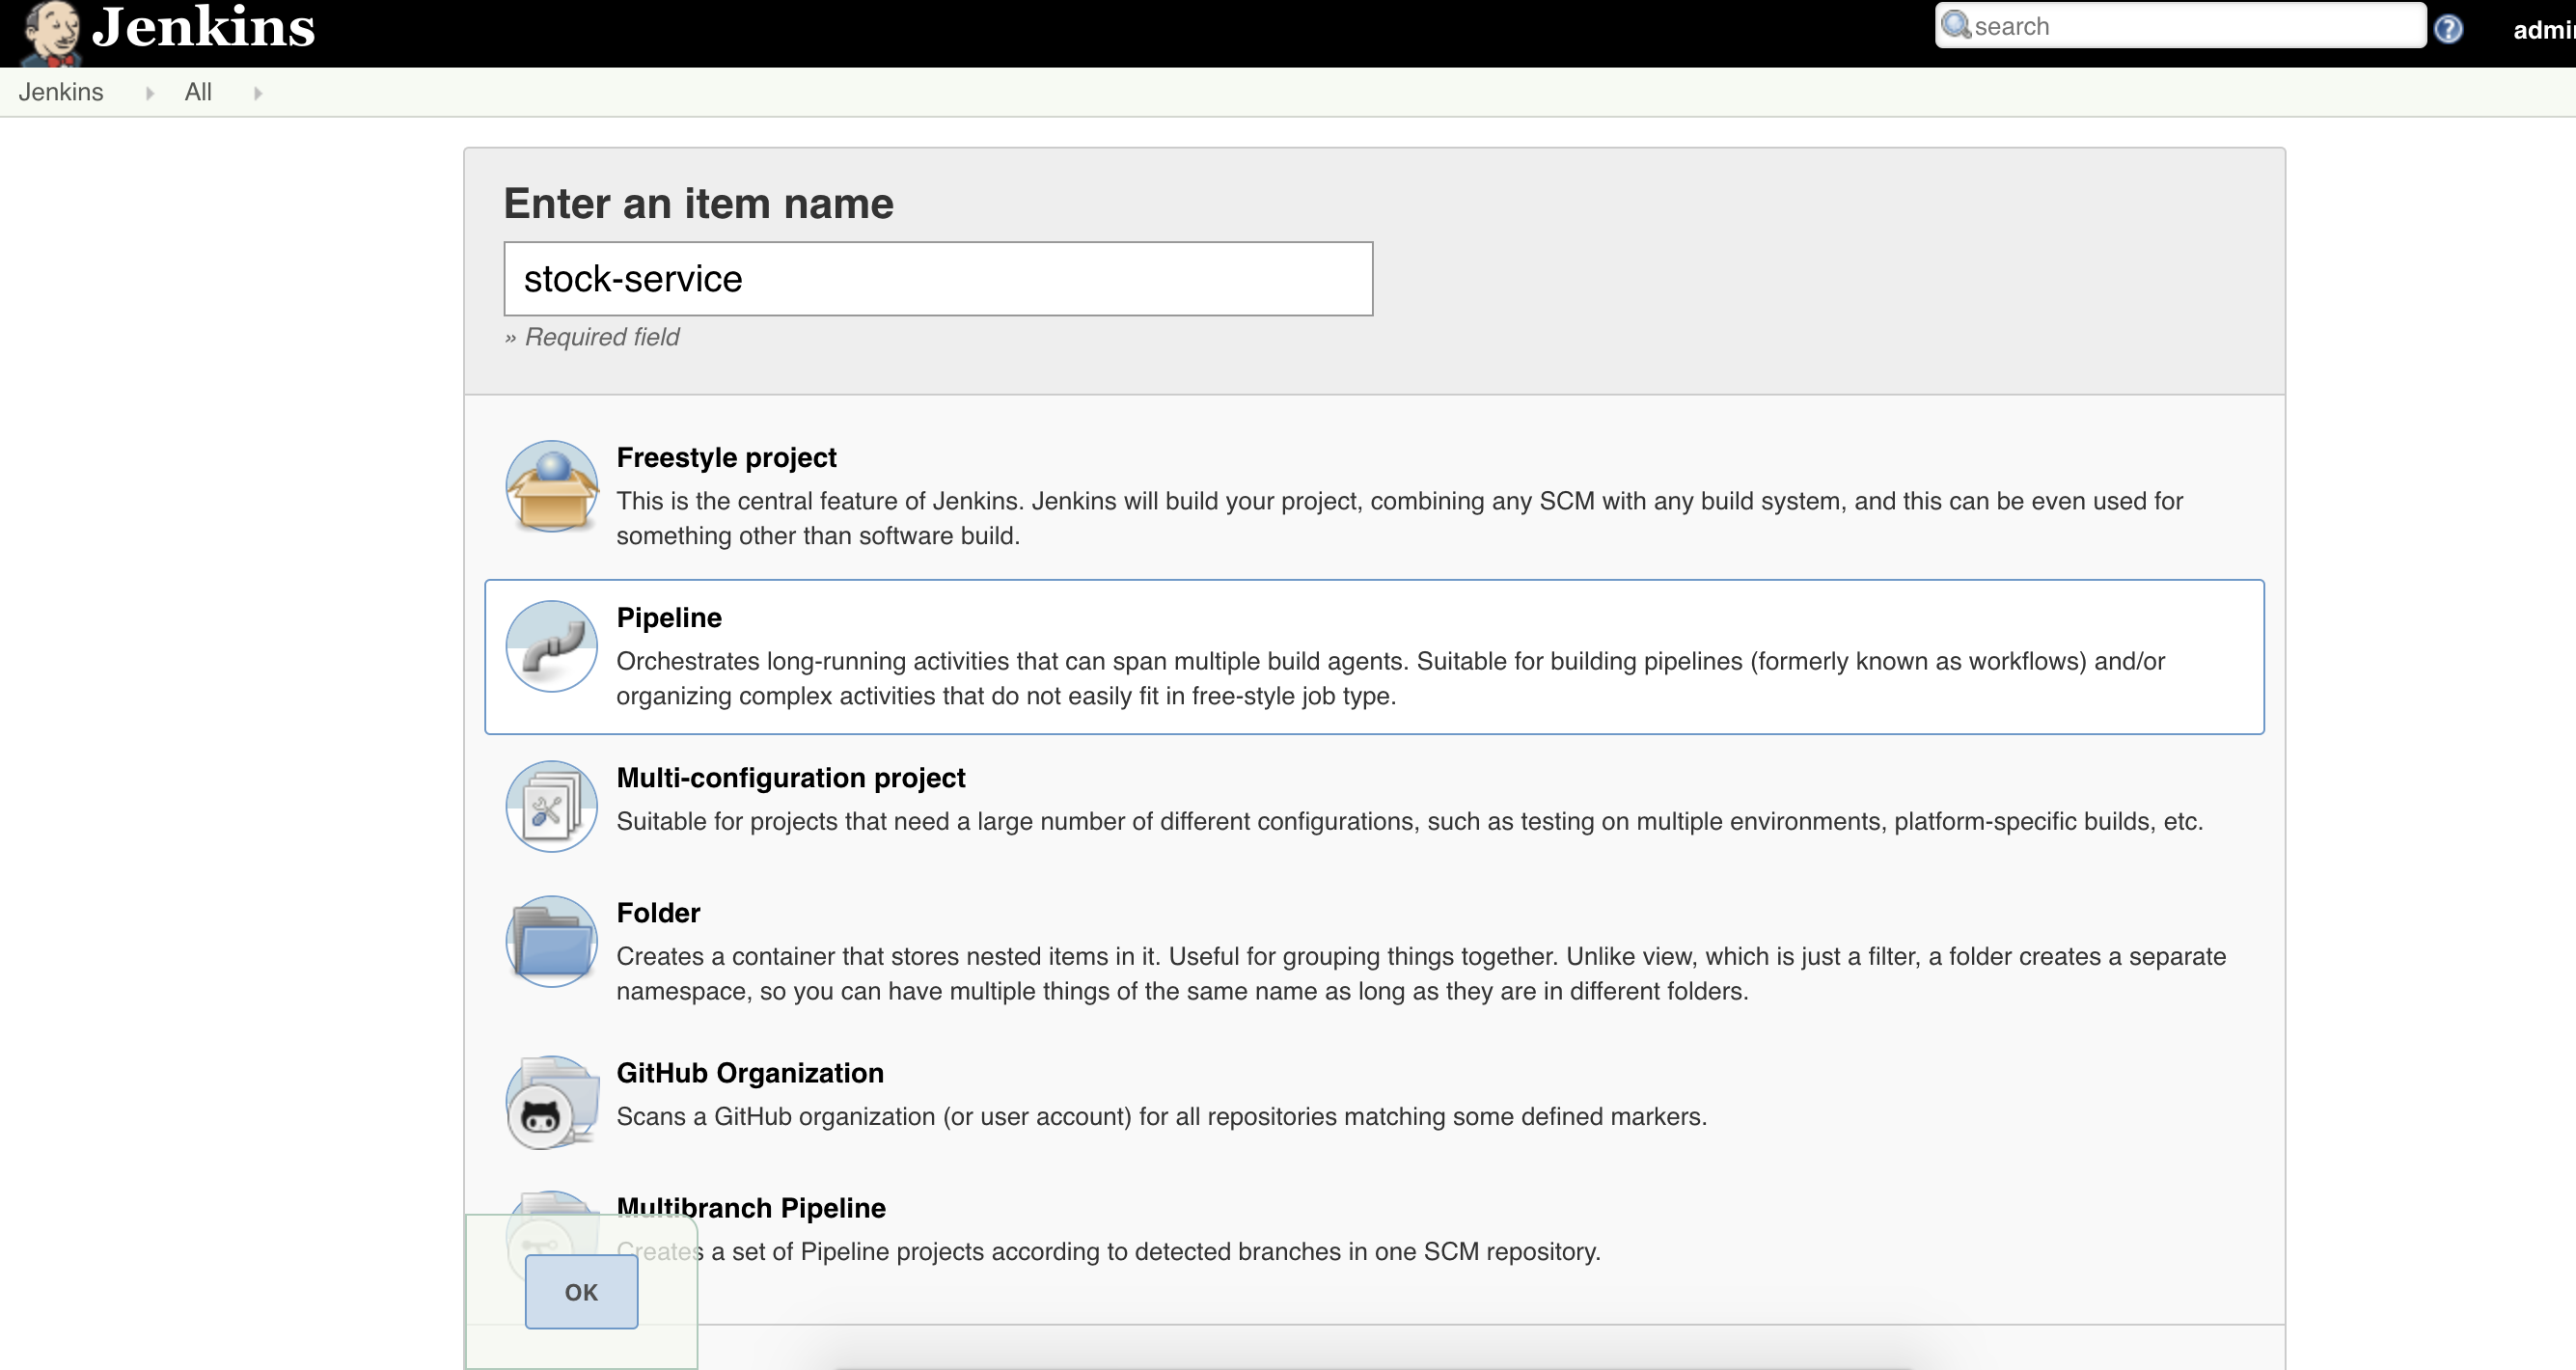 Jenkins
search
admi
Jenkins
All
Enter an item name
stock-service
» Required field
Freestyle project
This is the central feature of Jenkins. Jenkins will build your project, combining any SCM with any build system, and this can be even used for
something other than software build.
Pipeline
Orchestrates long-running activities that can span multiple build agents. Suitable for building pipelines (formerly known as workflows) and/or
organizing complex activities that do not easily fit in free-style job type.
Multi-configuration project
Suitable for projects that need a large number of different configurations, such as testing on multiple environments, platform-specific builds, etc.
Folder
Creates a container that stores nested items in it. Useful for grouping things together. Unlike view, which is just a filter, a folder creates a separate
namespace, so you can have multiple things of the same name as long as they are in different folders.
GitHub Organization
Scans a GitHub organization (or user account) for all repositories matching some defined markers.
Multibranch Pipeline
Creates a set of Pipeline projects according to detected branches in one SCM repository.
OK